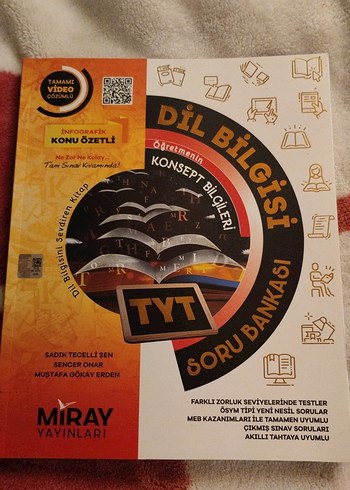 TAMAMI
VİDEO
ÇÖZÜMLÜ
İNFOGRAFİK
KONU ÖZETLİ
Ne Zor Ne Kolay...
Tam Sınav Kıvamında!
Dil Bilgisini Sevdiren Kitap
DİL BİLGİSİ
SORU BANKASI
Öğretmenin
KONSEPT BİLGİLERİ
TYT
SADIK TECELLİ ŞEN
SENCER ONAR
MUSTAFA GÖKAY ERDEN
MİRAY
YAYINLARI
FARKLI ZORLUK SEVİYELERİNDE TESTLER
ÖSYM TİPİ YENİ NESİL SORULAR
MEB KAZANIMLARI İLE TAMAMEN UYUMLU
ÇIKMIŞ SINAV SORULARI
AKILLI TAHTAYA UYUMLU